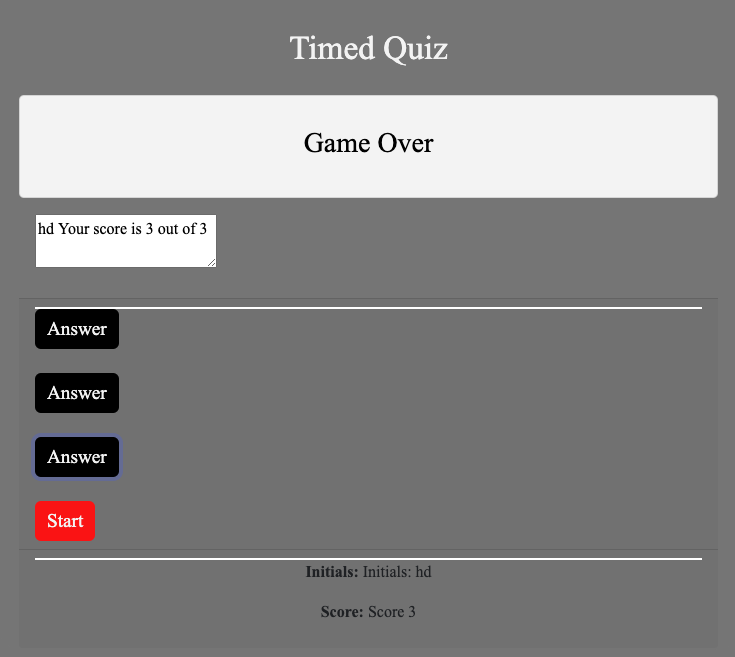 Timed Quiz
Game Over
hd Your score is 3 out of 3
Answer
Answer
Answer
Start
Initials: Initials: hd
Score: Score 3